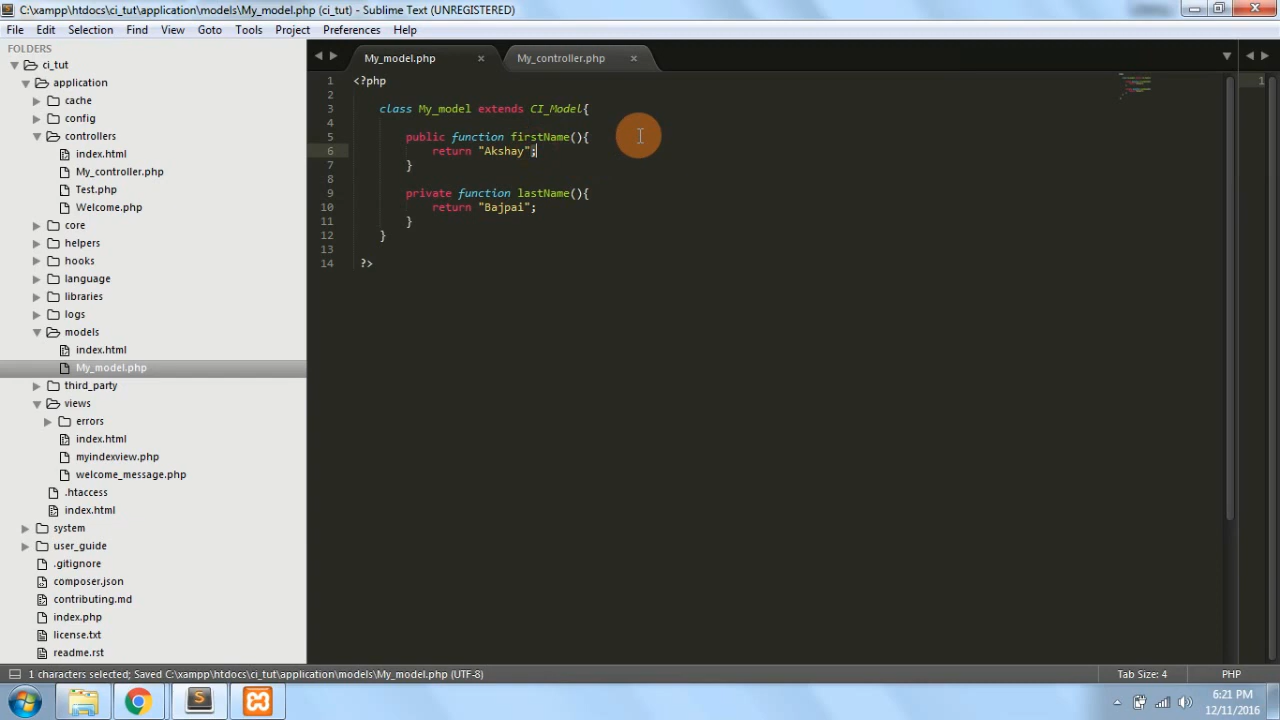 C:\xampp\htdocs\ci_tut\application\models\My_model.php (ci_tut) - Sublime Text (UNREGISTERED)
File Edit Selection Find View Goto Tools Project Preferences Help
FOLDERS
ci_tut
application
cache
config
controllers
index.html
My_controller.php
Test.php
Welcome.php
core
helpers
hooks
language
libraries
logs
models
index.html
My_model.php
third_party
views
errors
index.html
myindexview.php
welcome_message.php
.htaccess
index.html
system
user_guide
.gitignore
composer.json
contributing.md
index.php
license.txt
readme.rst
My_model.php My_controller.php
1 <?php
2
3 class My_model extends CI_Model{
4
5 public function firstName(){
6 return "Akshay";
7 }
8
9 private function lastName(){
10 return "Bajpai";
11 }
12 }
13
14 ?>
1
1 characters selected; Saved C:\xampp\htdocs\ci_tut\application\models\My_model.php (UTF-8) Tab Size: 4 PHP
6:21 PM
12/11/2016